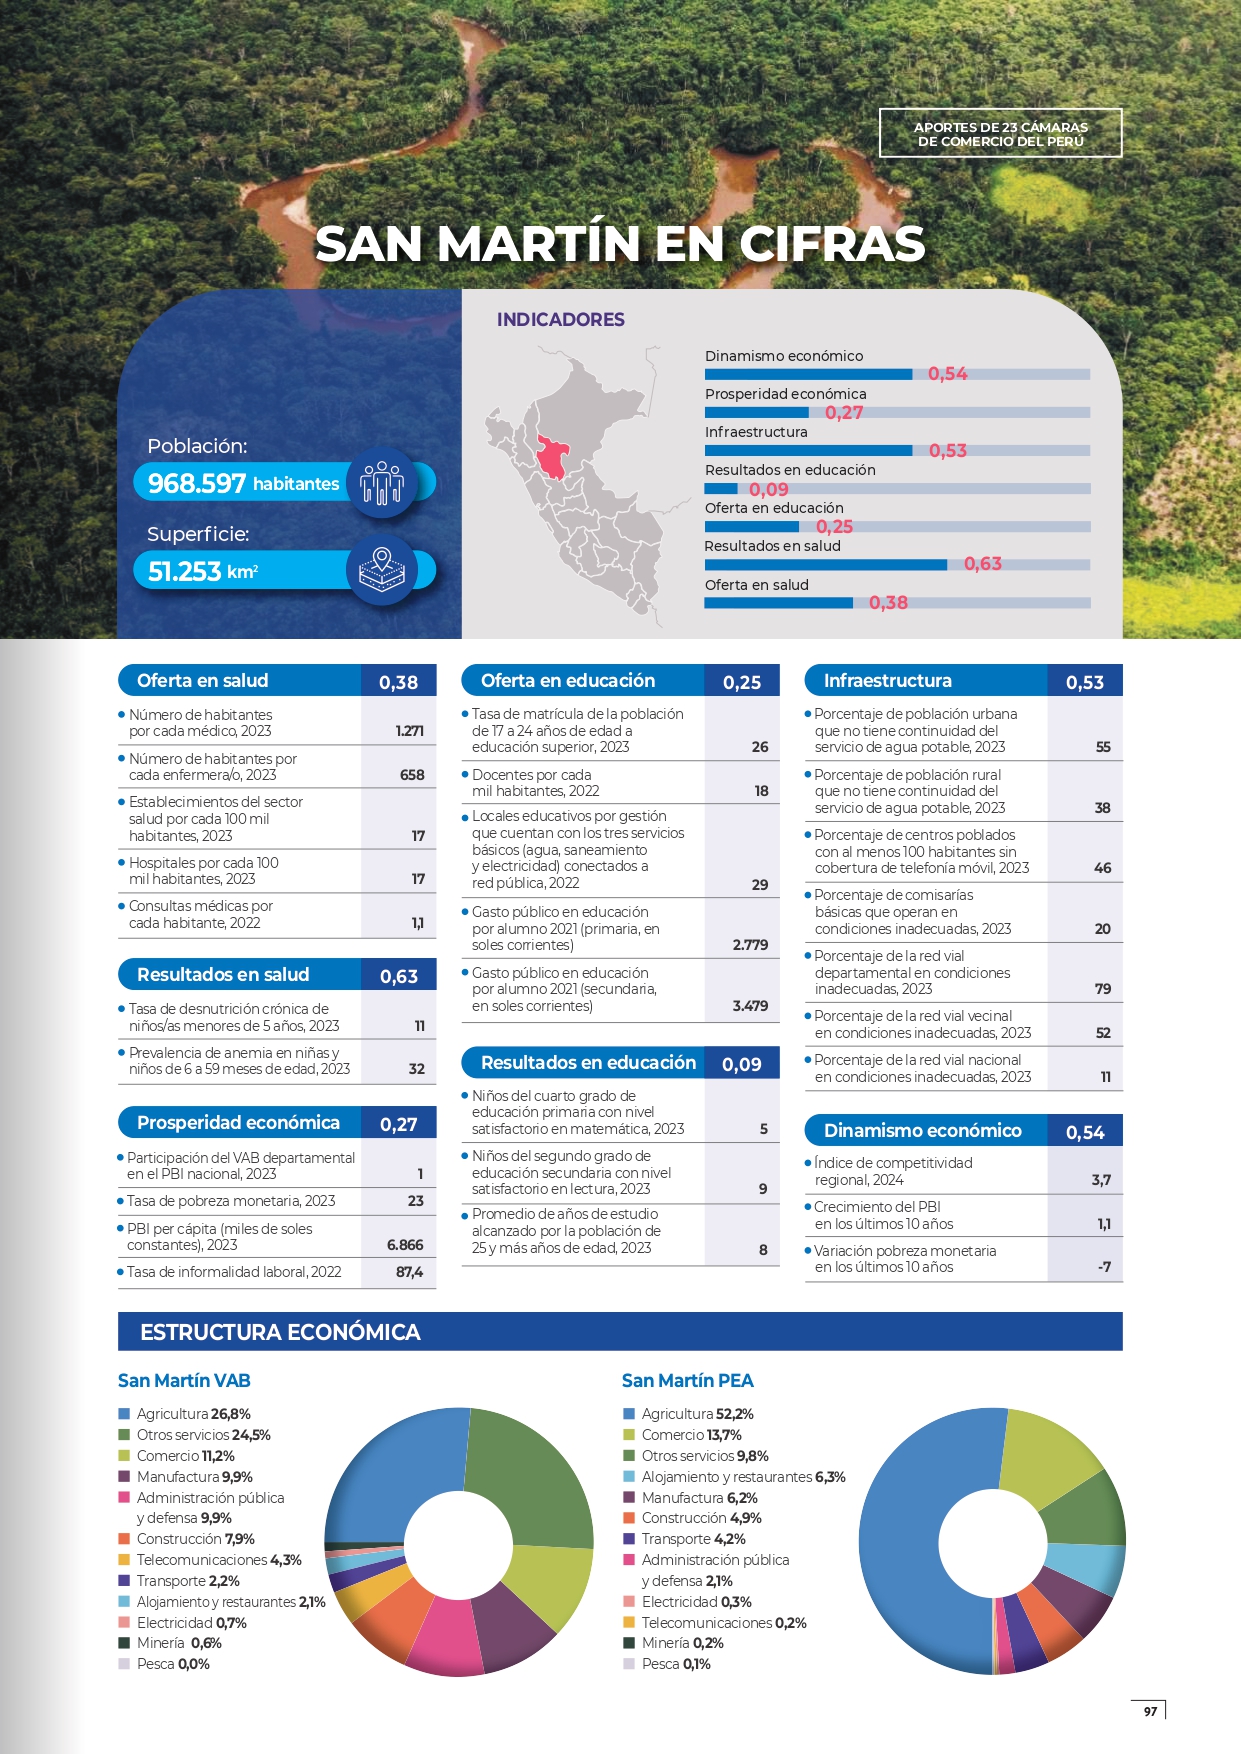 APORTES DE 23 CÁMARAS
DE COMERCIO DEL PERÚ
SAN MARTÍN EN CIFRAS
Población:
968.597 habitantes
Superficie:
51.253 km²
INDICADORES
Dinamismo económico
0,54
Prosperidad económica
0,27
Infraestructura
0,53
Resultados en educación
0,09
Oferta en educación
0,25
Resultados en salud
0,63
Oferta en salud
0,38
Oferta en salud 0,38
Número de habitantes
por cada médico, 2023 1.271
Número de habitantes por
cada enfermera/o, 2023 658
Establecimientos del sector
salud por cada 100 mil
habitantes, 2023 17
Hospitales por cada 100
mil habitantes, 2023 17
Consultas médicas por
cada habitante, 2022 1,1
Resultados en salud 0,63
Tasa de desnutrición crónica de
niños/as menores de 5 años, 2023 11
Prevalencia de anemia en niñas y
niños de 6 a 59 meses de edad, 2023 32
Prosperidad económica 0,27
Participación del VAB departamental
en el PBI nacional, 2023 1
Tasa de pobreza monetaria, 2023 23
PBI per cápita (miles de soles
constantes), 2023 6.866
Tasa de informalidad laboral, 2022 87,4
Oferta en educación 0,25
Tasa de matrícula de la población
de 17 a 24 años de edad a
educación superior, 2023 26
Docentes por cada
mil habitantes, 2022 18
Locales educativos por gestión
que cuentan con los tres servicios
básicos (agua, saneamiento
y electricidad) conectados a
red pública, 2022 29
Gasto público en educación
por alumno 2021 (primaria, en
soles corrientes) 2.779
Gasto público en educación
por alumno 2021 (secundaria,
en soles corrientes) 3.479
Resultados en educación 0,09
Niños del cuarto grado de
educación primaria con nivel
satisfactorio en matemática, 2023 5
Niños del segundo grado de
educación secundaria con nivel
satisfactorio en lectura, 2023 9
Promedio de años de estudio
alcanzado por la población de
25 y más años de edad, 2023 8
Infraestructura 0,53
Porcentaje de población urbana
que no tiene continuidad del
servicio de agua potable, 2023 55
Porcentaje de población rural
que no tiene continuidad del
servicio de agua potable, 2023 38
Porcentaje de centros poblados
con al menos 100 habitantes sin
cobertura de telefonía móvil, 2023 46
Porcentaje de comisarías
básicas que operan en
condiciones inadecuadas, 2023 20
Porcentaje de la red vial
departamental en condiciones
inadecuadas, 2023 79
Porcentaje de la red vial vecinal
en condiciones inadecuadas, 2023 52
Porcentaje de la red vial nacional
en condiciones inadecuadas, 2023 11
Dinamismo económico 0,54
Índice de competitividad
regional, 2024 3,7
Crecimiento del PBI
en los últimos 10 años 1,1
Variación pobreza monetaria
en los últimos 10 años -7
ESTRUCTURA ECONÓMICA
San Martín VAB
Agricultura 26,8%
Otros servicios 24,5%
Comercio 11,2%
Manufactura 9,9%
Administración pública
y defensa 9,9%
Construcción 7,9%
Telecomunicaciones 4,3%
Transporte 2,2%
Alojamiento y restaurantes 2,1%
Electricidad 0,7%
Minería 0,6%
Pesca 0,0%
San Martín PEA
Agricultura 52,2%
Comercio 13,7%
Otros servicios 9,8%
Alojamiento y restaurantes 6,3%
Manufactura 6,2%
Construcción 4,9%
Transporte 4,2%
Administración pública
y defensa 2,1%
Electricidad 0,3%
Telecomunicaciones 0,2%
Minería 0,2%
Pesca 0,1%
97